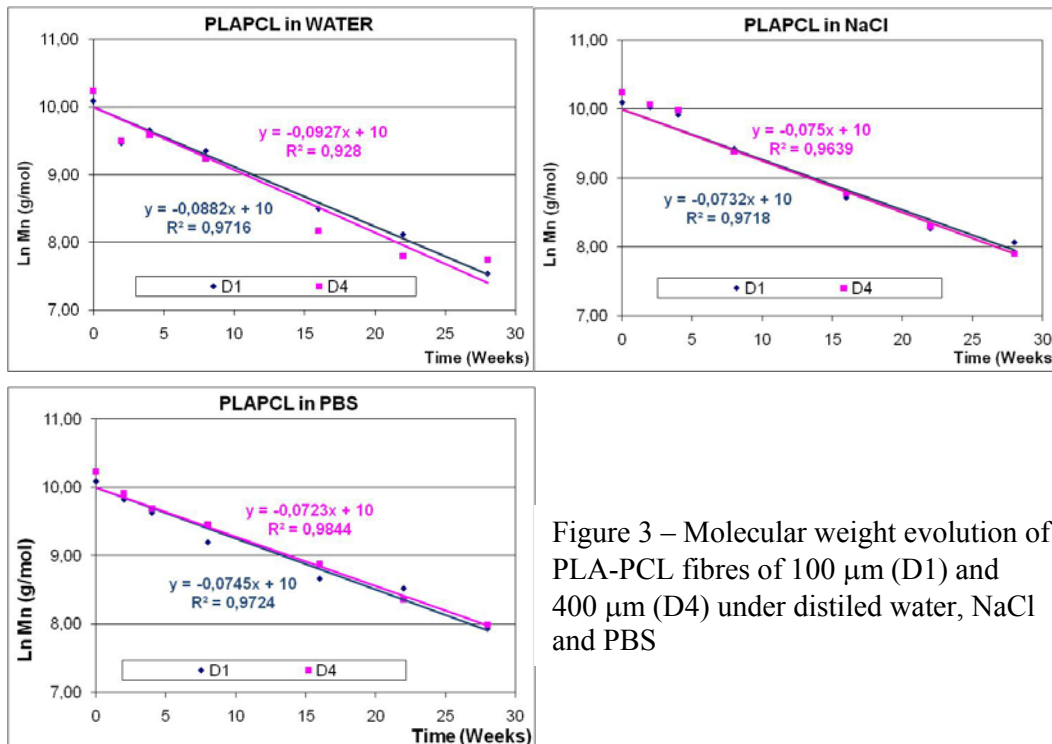 PLAPCL in WATER
11,00
10,00
9,00
8,00
7,00
Ln Mn (g/mol)
y = -0,0927x + 10
R² = 0,928
y = -0,0882x + 10
R² = 0,9716
D1 D4
0 5 10 15 20 25 30
Time (Weeks)
PLAPCL in NaCl
11,00
10,00
9,00
8,00
7,00
Ln Mn (g/mol)
y = -0,075x + 10
R² = 0,9639
y = -0,0732x + 10
R² = 0,9718
D1 D4
0 5 10 15 20 25 30
Time (Weeks)
PLAPCL in PBS
11,00
10,00
9,00
8,00
7,00
Ln Mn (g/mol)
y = -0,0723x + 10
R² = 0,9844
y = -0,0745x + 10
R² = 0,9724
D1 D4
0 5 10 15 20 25 30
Time (Weeks)
Figure 3 – Molecular weight evolution of
PLA-PCL fibres of 100 µm (D1) and
400 µm (D4) under distiled water, NaCl
and PBS